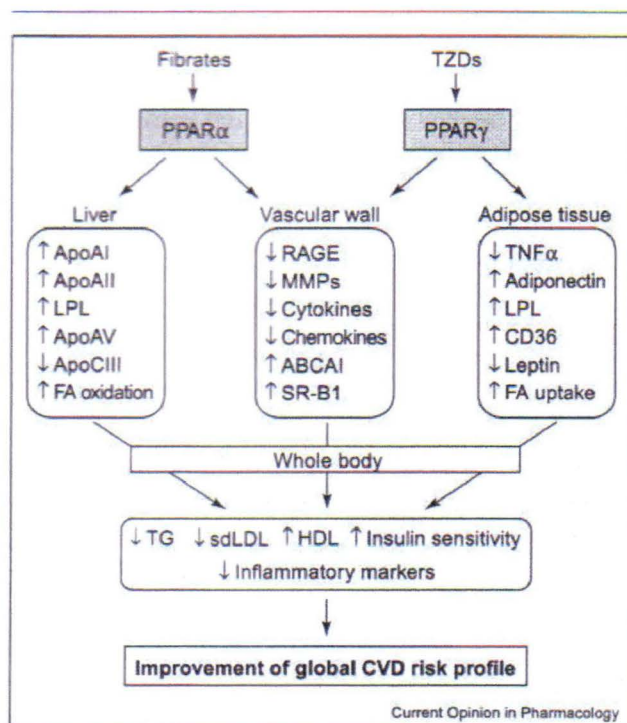 Fibrates TZDs
PPARα PPARγ
Liver Vascular wall Adipose tissue
↑ ApoAI ↓ RAGE ↓ TNFα
↑ ApoAII ↓ MMPs ↑ Adiponectin
↑ LPL ↓ Cytokines ↑ LPL
↑ ApoAV ↓ Chemokines ↑ CD36
↓ ApoCIII ↑ ABCAI ↓ Leptin
↑ FA oxidation ↑ SR-B1 ↑ FA uptake
Whole body
↓ TG ↓ sdLDL ↑ HDL ↑ Insulin sensitivity
↓ Inflammatory markers
Improvement of global CVD risk profile
Current Opinion in Pharmacology